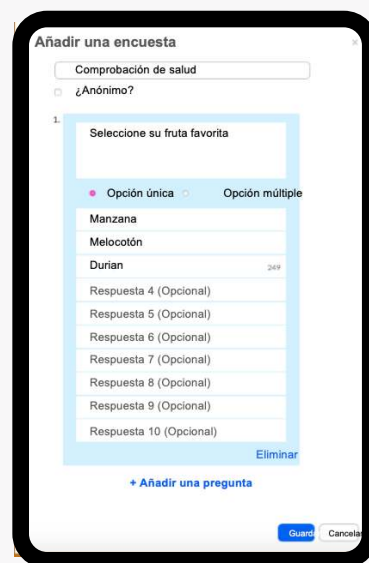 Añadir una encuesta ×
Comprobación de salud
¿Anónimo?
1.
Seleccione su fruta favorita
Opción única Opción múltiple
Manzana
Melocotón
Durian 249
Respuesta 4 (Opcional)
Respuesta 5 (Opcional)
Respuesta 6 (Opcional)
Respuesta 7 (Opcional)
Respuesta 8 (Opcional)
Respuesta 9 (Opcional)
Respuesta 10 (Opcional)
Eliminar
+ Añadir una pregunta
Guarda Cancelar